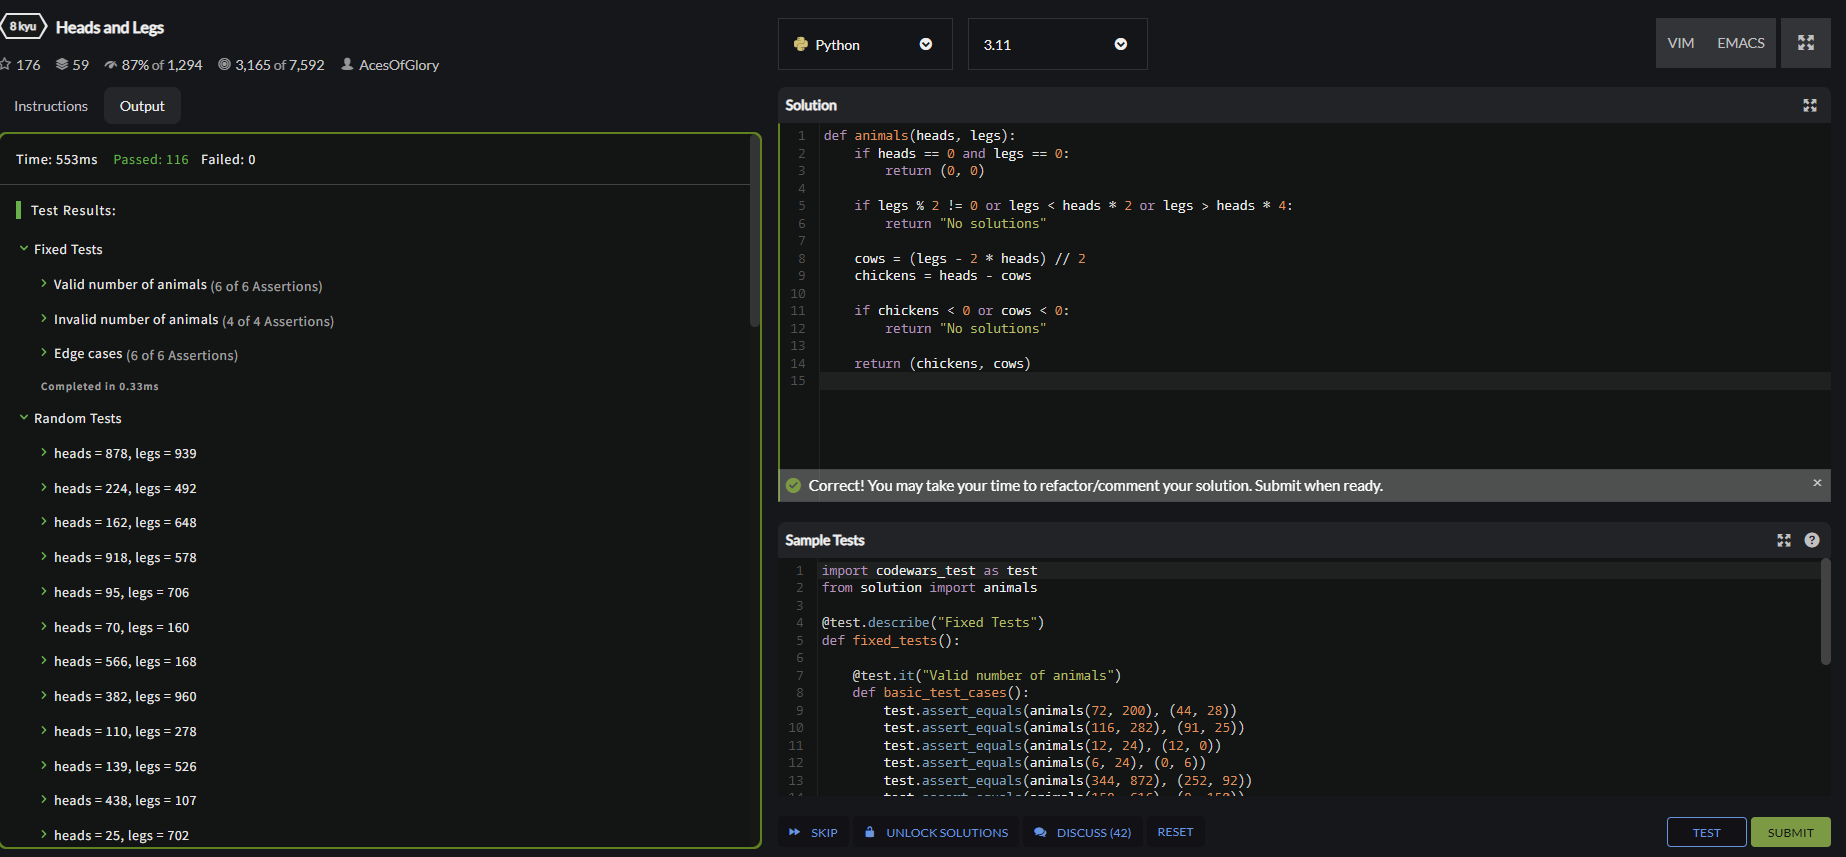 8 kyu Heads and Legs
176 59 87% of 1,294 3,165 of 7,592 AcesOfGlory
Instructions Output
Time: 553ms Passed: 116 Failed: 0
Test Results:
Fixed Tests
Valid number of animals (6 of 6 Assertions)
Invalid number of animals (4 of 4 Assertions)
Edge cases (6 of 6 Assertions)
Completed in 0.33ms
Random Tests
heads = 878, legs = 939
heads = 224, legs = 492
heads = 162, legs = 648
heads = 918, legs = 578
heads = 95, legs = 706
heads = 70, legs = 160
heads = 566, legs = 168
heads = 382, legs = 960
heads = 110, legs = 278
heads = 139, legs = 526
heads = 438, legs = 107
heads = 25, legs = 702
Python 3.11 VIM EMACS
Solution
1 def animals(heads, legs):
2 if heads == 0 and legs == 0:
3 return (0, 0)
4
5 if legs % 2 != 0 or legs < heads * 2 or legs > heads * 4:
6 return "No solutions"
7
8 cows = (legs - 2 * heads) // 2
9 chickens = heads - cows
10
11 if chickens < 0 or cows < 0:
12 return "No solutions"
13
14 return (chickens, cows)
15
Correct! You may take your time to refactor/comment your solution. Submit when ready. ×
Sample Tests ?
1 import codewars_test as test
2 from solution import animals
3
4 @test.describe("Fixed Tests")
5 def fixed_tests():
6
7 @test.it("Valid number of animals")
8 def basic_test_cases():
9 test.assert_equals(animals(72, 200), (44, 28))
10 test.assert_equals(animals(116, 282), (91, 25))
11 test.assert_equals(animals(12, 24), (12, 0))
12 test.assert_equals(animals(6, 24), (0, 6))
13 test.assert_equals(animals(344, 872), (252, 92))
SKIP UNLOCK SOLUTIONS DISCUSS (42) RESET TEST SUBMIT